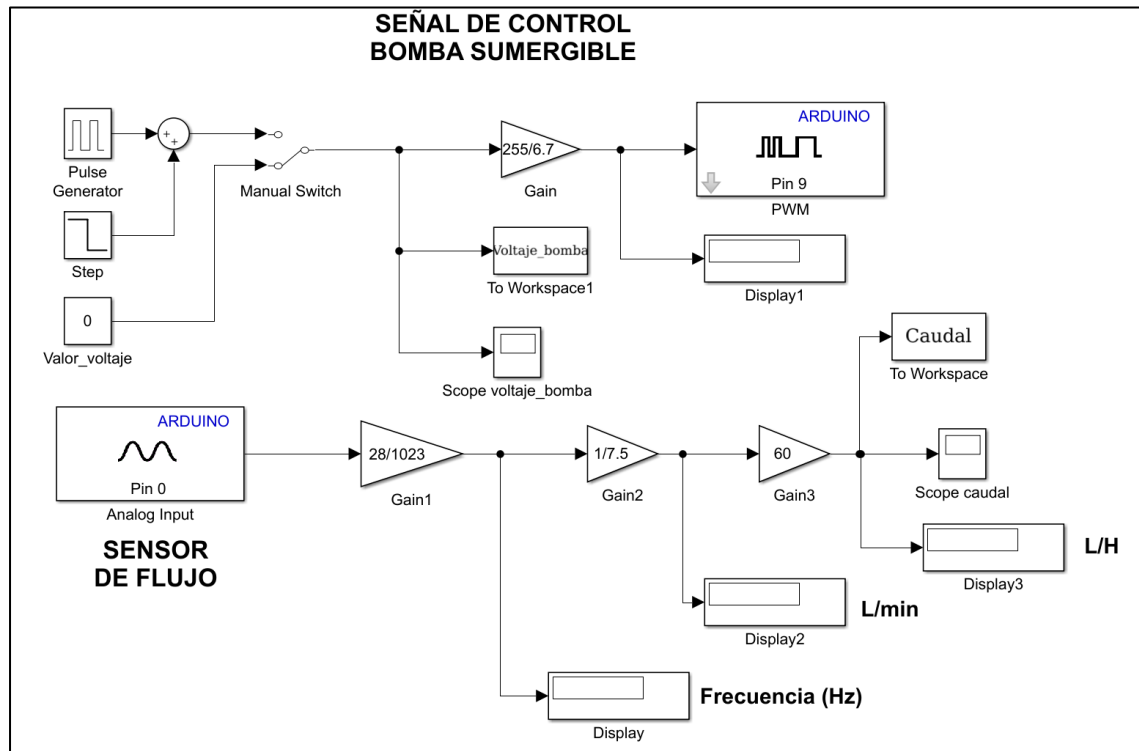 SEÑAL DE CONTROL
BOMBA SUMERGIBLE
Pulse
Generator
+
+
Manual Switch
255/6.7
Gain
ARDUINO
Pin 9
PWM
Step
Voltaje_bomba
To Workspace1
Display1
0
Valor_voltaje
Scope voltaje_bomba
Caudal
To Workspace
ARDUINO
Pin 0
Analog Input
28/1023
Gain1
1/7.5
Gain2
60
Gain3
Scope caudal
SENSOR
DE FLUJO
Display3
L/H
Display2
L/min
Display
Frecuencia (Hz)